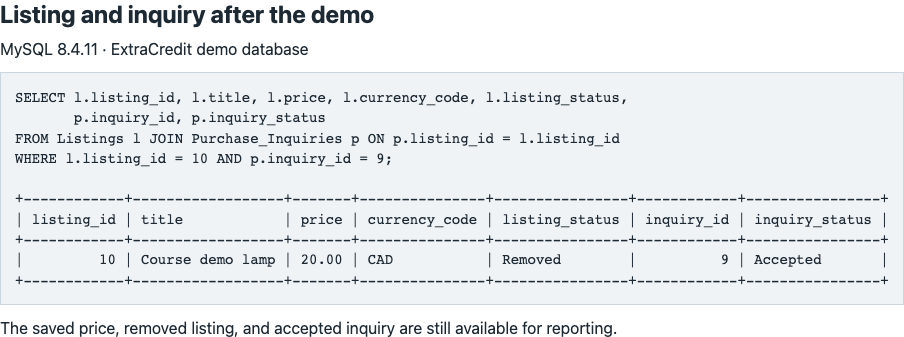 Listing and inquiry after the demo
MySQL 8.4.11 · ExtraCredit demo database
SELECT l.listing_id, l.title, l.price, l.currency_code, l.listing_status,
       p.inquiry_id, p.inquiry_status
FROM Listings l JOIN Purchase_Inquiries p ON p.listing_id = l.listing_id
WHERE l.listing_id = 10 AND p.inquiry_id = 9;
+------------+------------------+-------+---------------+----------------+------------+----------------+
| listing_id | title            | price | currency_code | listing_status | inquiry_id | inquiry_status |
+------------+------------------+-------+---------------+----------------+------------+----------------+
|         10 | Course demo lamp | 20.00 | CAD           | Removed        |          9 | Accepted       |
+------------+------------------+-------+---------------+----------------+------------+----------------+
The saved price, removed listing, and accepted inquiry are still available for reporting.